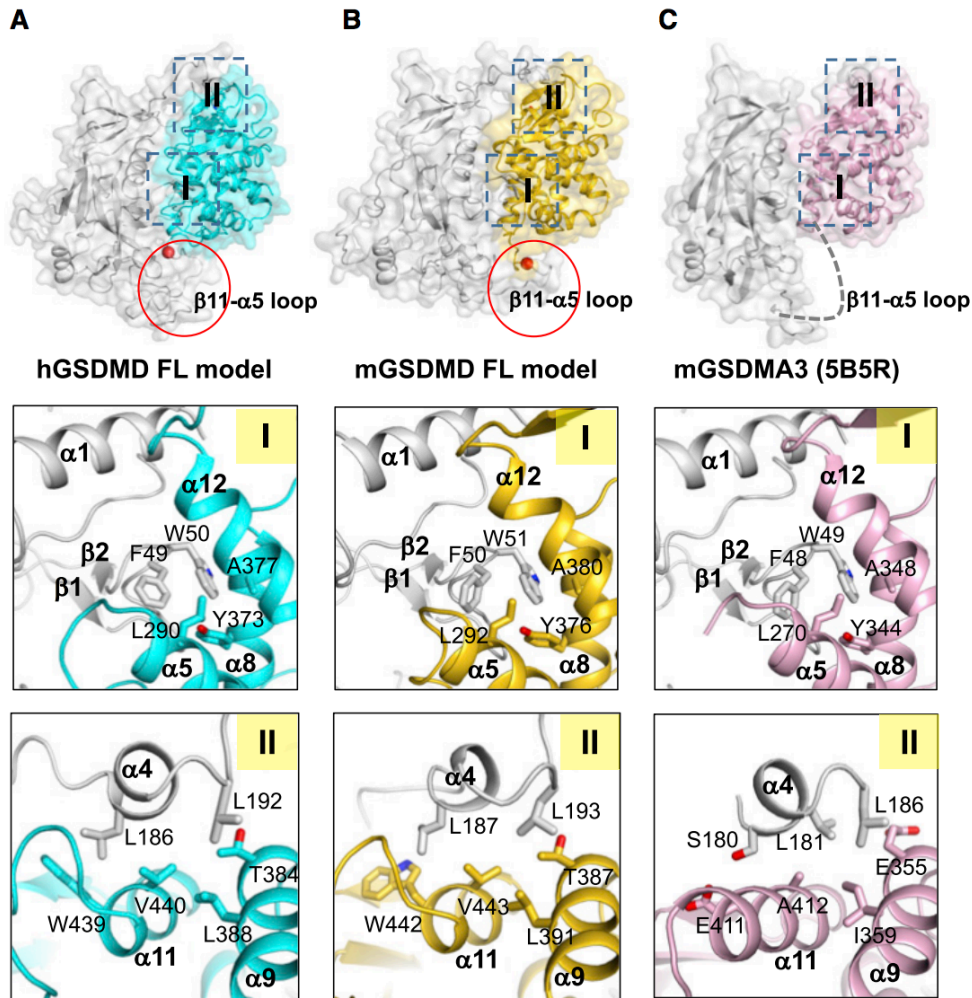 A
B
C
II
II
II
I
I
I
β11-α5 loop
β11-α5 loop
β11-α5 loop
hGSDMD FL model
mGSDMD FL model
mGSDMA3 (5B5R)
I
α1
α12
W50
β2
F49
β1
A377
L290
Y373
α5
α8
I
α1
α12
W51
β2
F50
β1
A380
L292
Y376
α5
α8
I
α1
α12
W49
β2
F48
β1
A348
L270
Y344
α5
α8
II
α4
L192
L186
T384
W439
V440
L388
α11
α9
II
α4
L193
L187
T387
W442
V443
L391
α11
α9
II
α4
L186
S180
L181
E355
E411
A412
I359
α11
α9